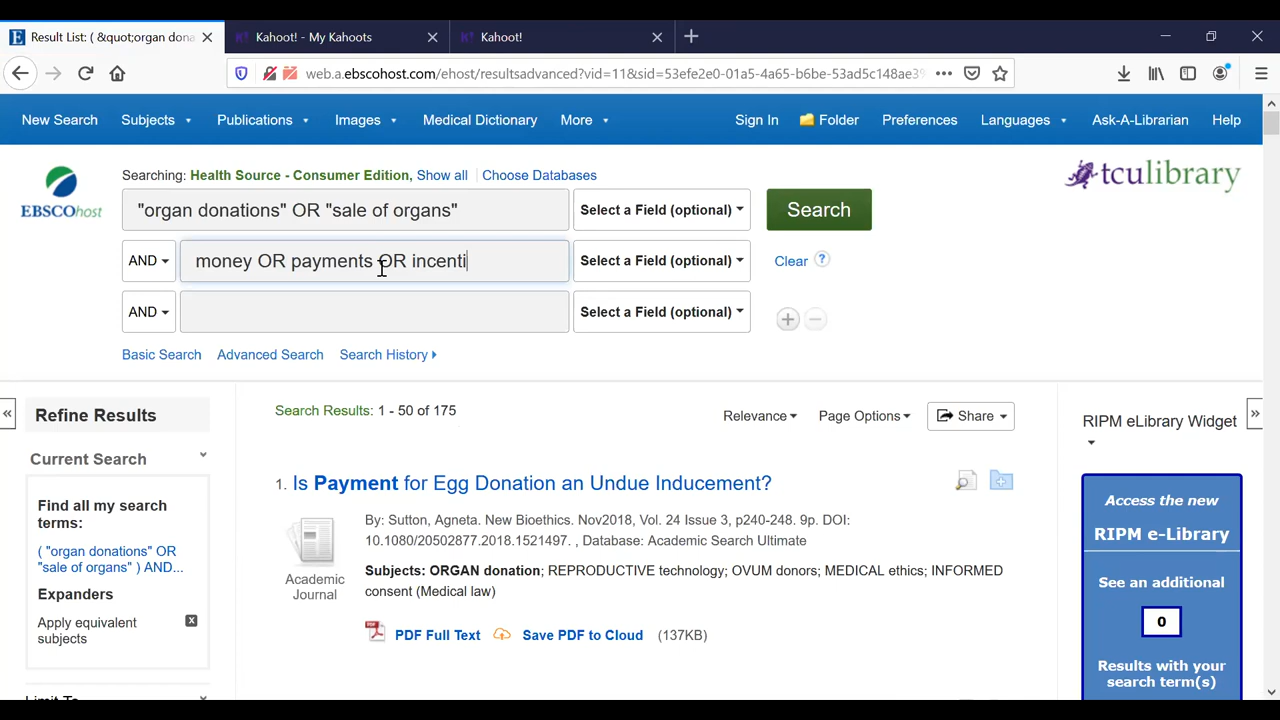 Result List: ( &quot;organ dona
Kahoot! - My Kahoots
Kahoot!
web.a.ebscohost.com/ehost/resultsadvanced?vid=11&sid=53efe2e0-01a5-4a65-b6be-53ad5c148ae39
New Search
Subjects
Publications
Images
Medical Dictionary
More
Sign In
Folder
Preferences
Languages
Ask-A-Librarian
Help
EBSCOhost
Searching: Health Source - Consumer Edition, Show all
Choose Databases
tculibrary
"organ donations" OR "sale of organs"
Select a Field (optional)
Search
AND
money OR payments OR incenti
Select a Field (optional)
Clear
?
AND
Select a Field (optional)
Basic Search
Advanced Search
Search History
Refine Results
Search Results: 1 - 50 of 175
Relevance
Page Options
Share
RIPM eLibrary Widget
Current Search
Find all my search
terms:
( "organ donations" OR
"sale of organs" ) AND...
Expanders
Apply equivalent
subjects
Limit To
1. Is Payment for Egg Donation an Undue Inducement?
Academic
Journal
By: Sutton, Agneta. New Bioethics. Nov2018, Vol. 24 Issue 3, p240-248. 9p. DOI:
10.1080/20502877.2018.1521497. , Database: Academic Search Ultimate
Subjects: ORGAN donation; REPRODUCTIVE technology; OVUM donors; MEDICAL ethics; INFORMED
consent (Medical law)
PDF Full Text
Save PDF to Cloud
(137KB)
Access the new
RIPM e-Library
See an additional
0
Results with your
search term(s)